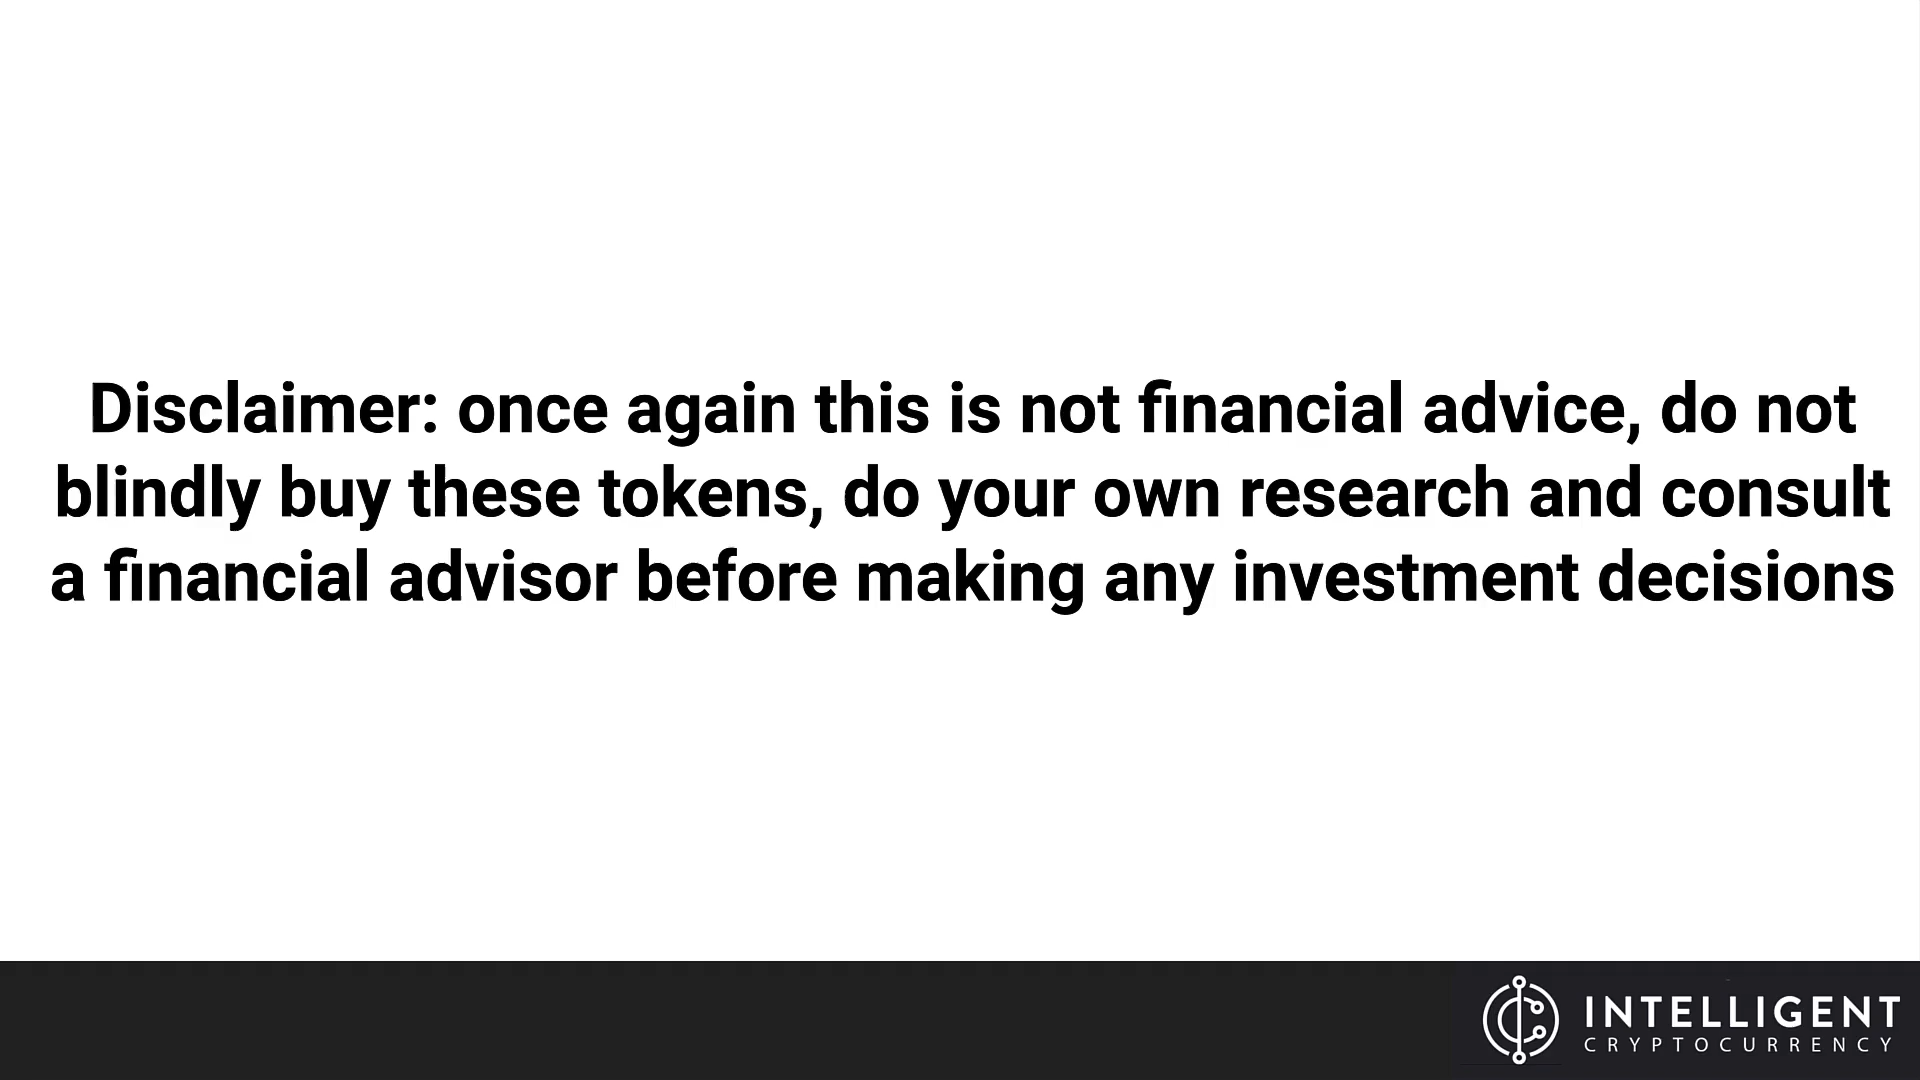 Disclaimer: once again this is not financial advice, do not
blindly buy these tokens, do your own research and consult
a financial advisor before making any investment decisions
INTELLIGENT
CRYPTOCURRENCY